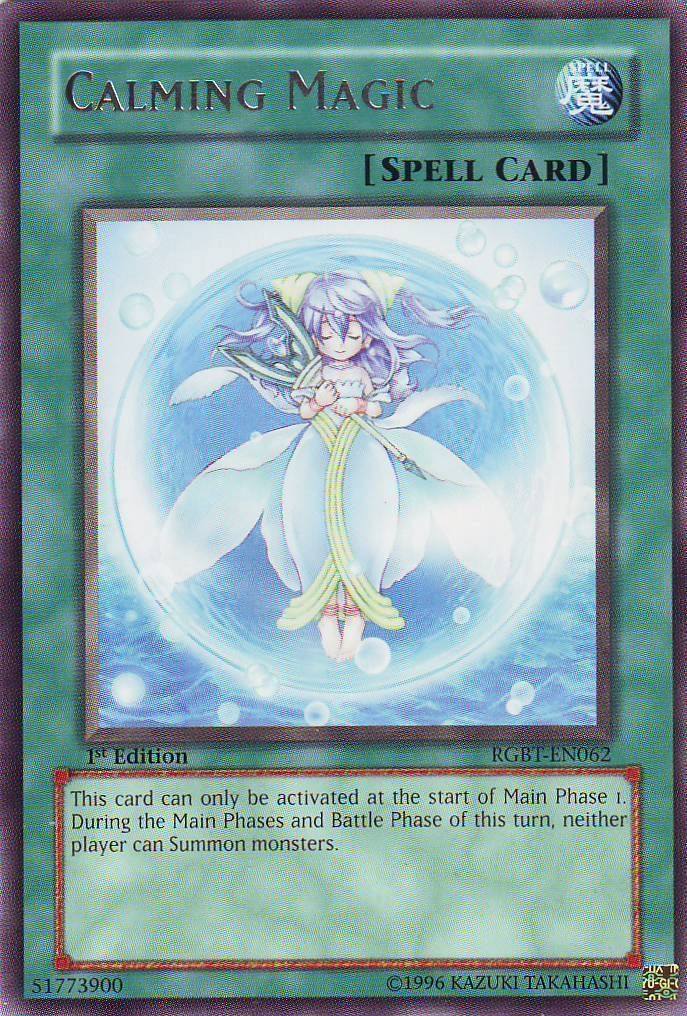 CALMING MAGIC
SPELL
魔
[SPELL CARD]
1st Edition
RGBT-EN062
This card can only be activated at the start of Main Phase 1.
During the Main Phases and Battle Phase of this turn, neither
player can Summon monsters.
51773900
©1996 KAZUKI TAKAHASHI